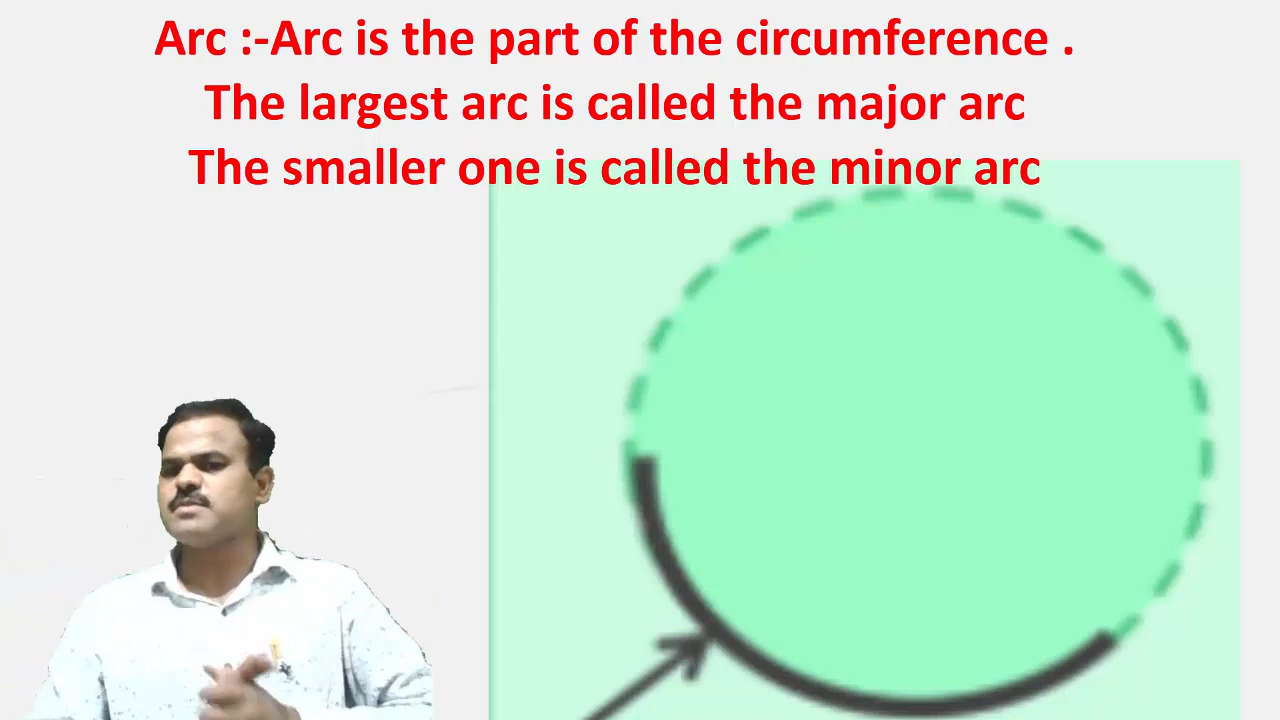 Arc :-Arc is the part of the circumference .
The largest arc is called the major arc
The smaller one is called the minor arc